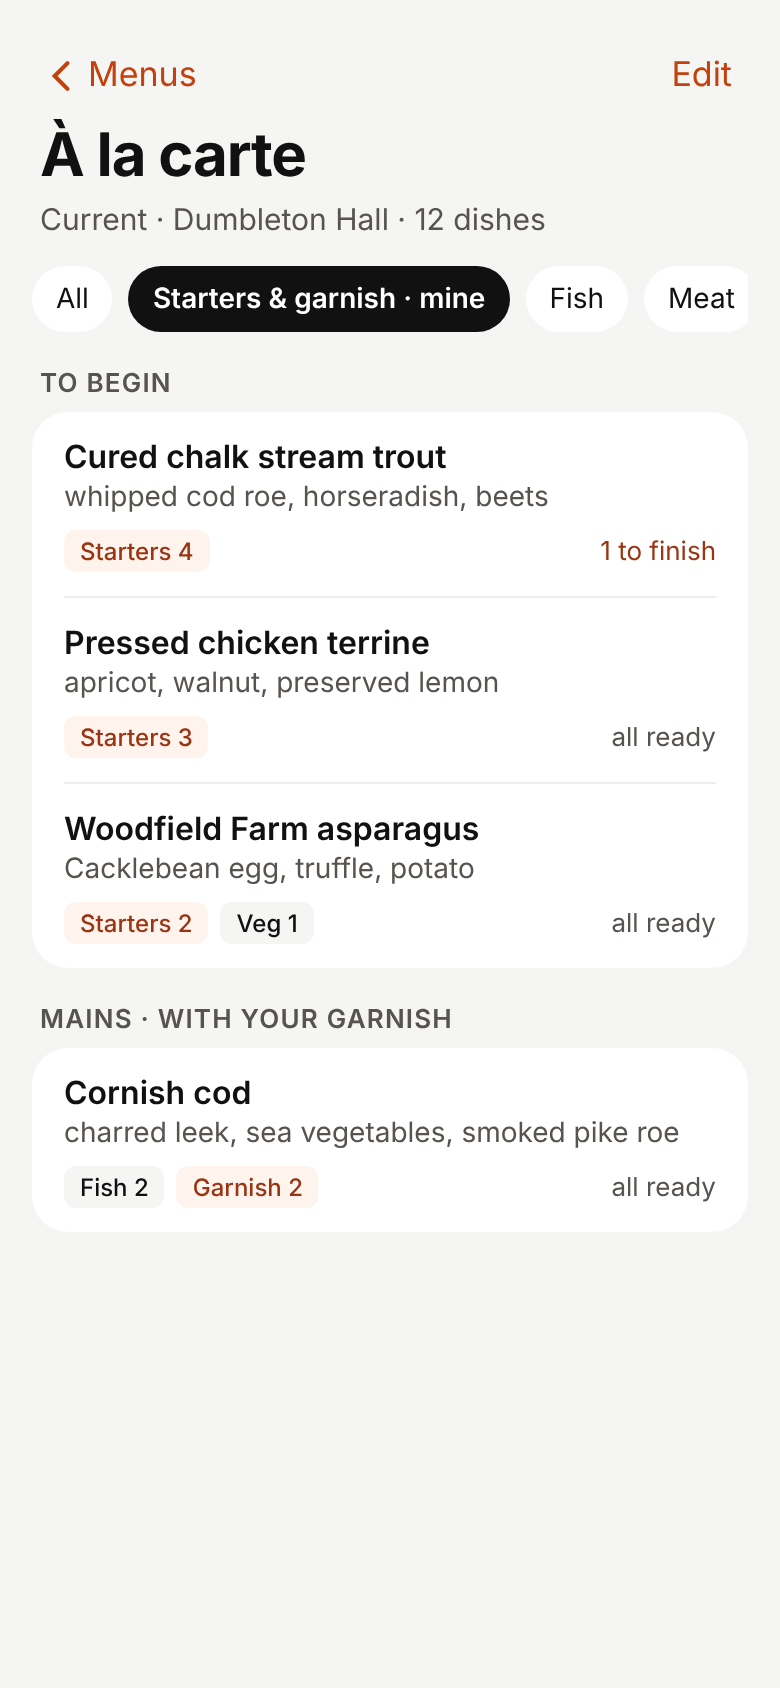 Menus
Edit
À la carte
Current · Dumbleton Hall · 12 dishes
All
Starters & garnish · mine
Fish
Meat
TO BEGIN
Cured chalk stream trout
whipped cod roe, horseradish, beets
Starters 4
1 to finish
Pressed chicken terrine
apricot, walnut, preserved lemon
Starters 3
all ready
Woodfield Farm asparagus
Cacklebean egg, truffle, potato
Starters 2
Veg 1
all ready
MAINS · WITH YOUR GARNISH
Cornish cod
charred leek, sea vegetables, smoked pike roe
Fish 2
Garnish 2
all ready